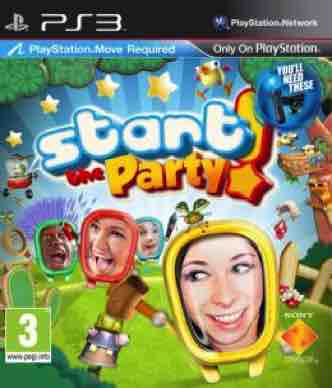 PS3
PlayStation.Network
PlayStation.Move Required
Only On PlayStation.
YOU'LL
NEED
THESE
start
the Party!
3
www.pegi.info
SONY